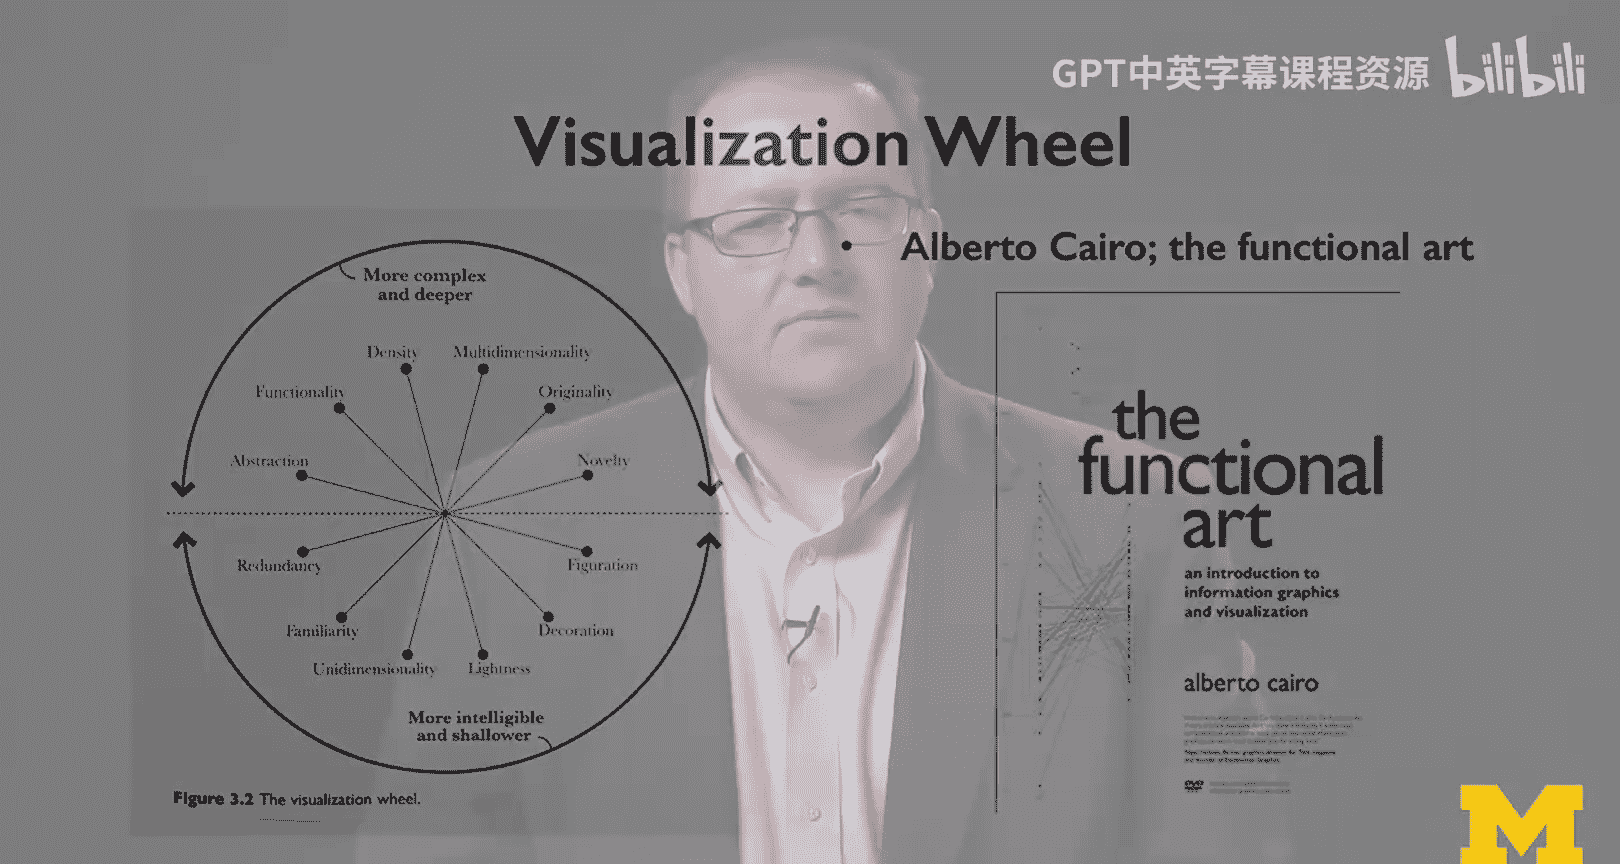 GPT中英字幕课程资源 bilibili
Visualization Wheel
Alberto Cairo; the functional art
More complex
and deeper
Density
Multidimensionality
Functionality
Originality
Abstraction
Novelty
Redundancy
Figuration
Familiarity
Decoration
Unidimensionality
Lightness
More intelligible
and shallower
Figure 3.2 The visualization wheel.
the
functional
art
an introduction to
information graphics
and visualization
alberto cairo
DVD
M